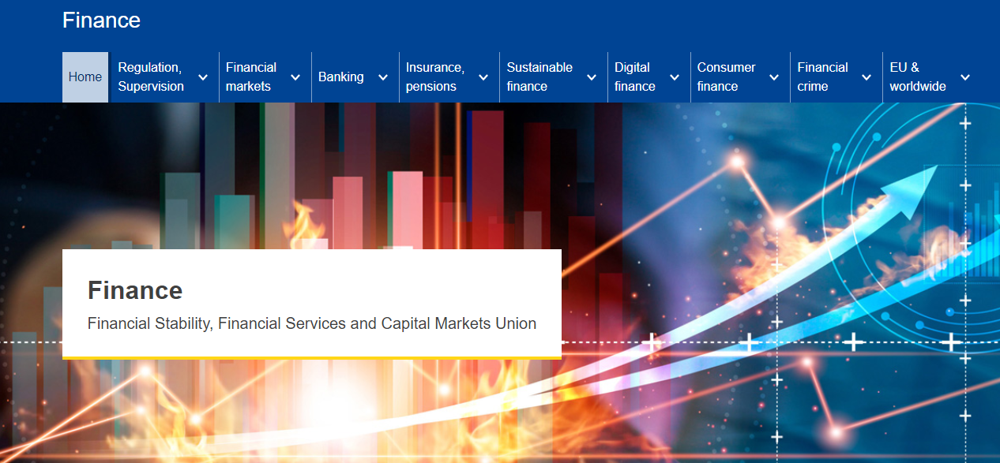 Finance
Home
Regulation,
Supervision
Financial
markets
Banking
Insurance,
pensions
Sustainable
finance
Digital
finance
Consumer
finance
Financial
crime
EU &
worldwide
Finance
Financial Stability, Financial Services and Capital Markets Union